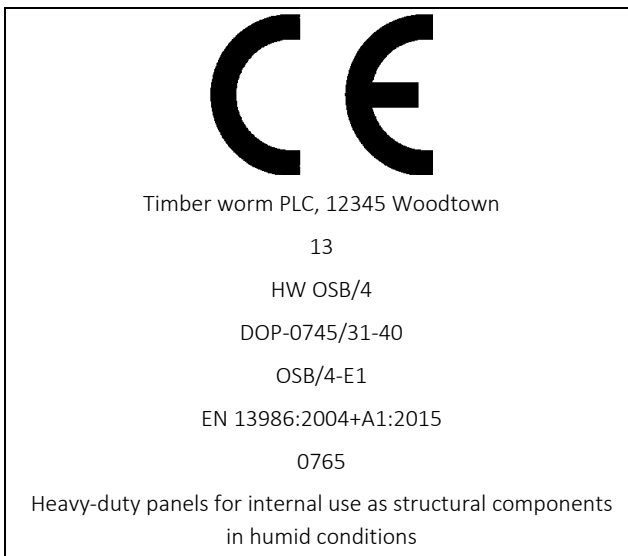 CE
Timber worm PLC, 12345 Woodtown
13
HW OSB/4
DOP-0745/31-40
OSB/4-E1
EN 13986:2004+A1:2015
0765
Heavy-duty panels for internal use as structural components
in humid conditions